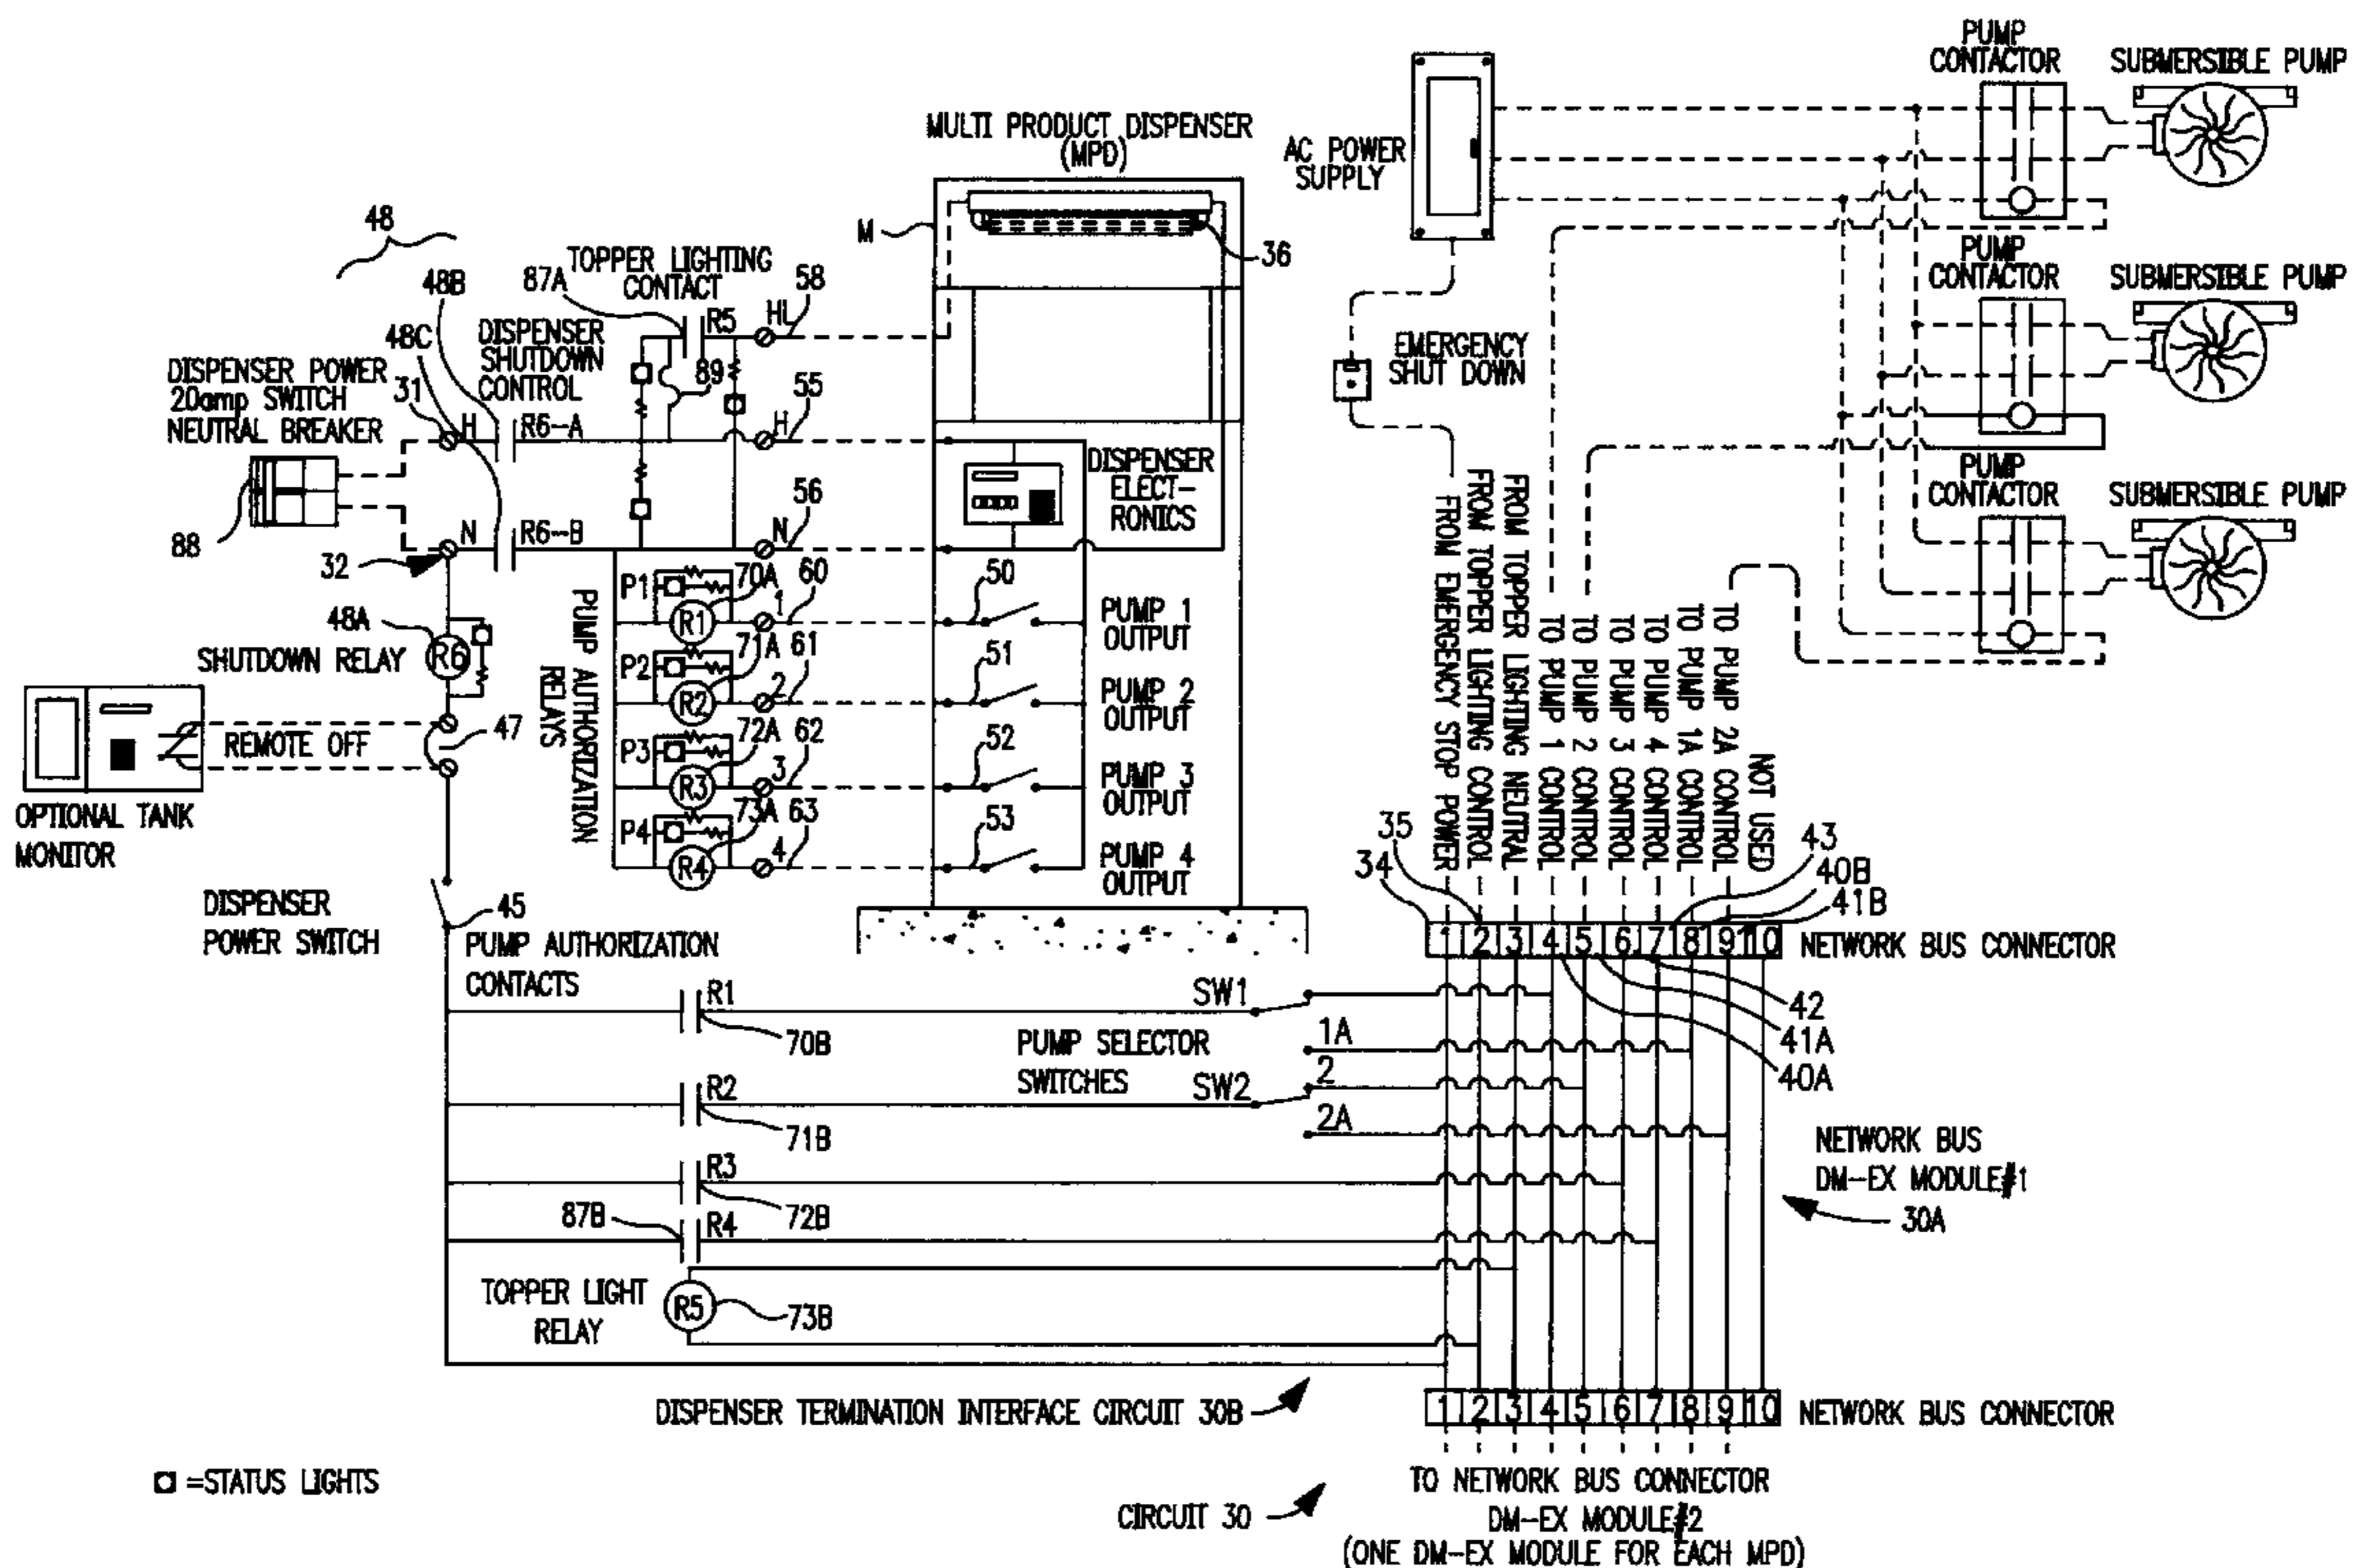 PUMP
CONTACTOR
SUBMERSIBLE PUMP
MULTI PRODUCT DISPENSER
(MPD)
AC POWER
SUPPLY
M
36
48
TOPPER LIGHTING
CONTACT
87A
R5
HL
58
48B
48C
DISPENSER
SHUTDOWN
CONTROL
89
PUMP
CONTACTOR
SUBMERSIBLE PUMP
EMERGENCY
SHUT DOWN
DISPENSER POWER
20amp SWITCH
NEUTRAL BREAKER
31
H
R6-A
H
55
88
N
R6-B
N
56
32
DISPENSER
ELECT-
RONICS
PUMP
CONTACTOR
SUBMERSIBLE PUMP
48A
SHUTDOWN RELAY
R6
PUMP AUTHORIZATION
RELAYS
P1
R1
70A
1
60
50
PUMP 1
OUTPUT
P2
R2
71A
2
61
51
PUMP 2
OUTPUT
P3
R3
72A
3
62
52
PUMP 3
OUTPUT
P4
R4
73A
4
63
53
PUMP 4
OUTPUT
REMOTE OFF
47
OPTIONAL TANK
MONITOR
DISPENSER
POWER SWITCH
45
FROM EMERGENCY STOP POWER
FROM TOPPER LIGHTING CONTROL
FROM TOPPER LIGHTING NEUTRAL
TO PUMP 1 CONTROL
TO PUMP 2 CONTROL
TO PUMP 3 CONTROL
TO PUMP 4 CONTROL
TO PUMP 1A CONTROL
TO PUMP 2A CONTROL
NOT USED
35
34
43
40B
41B
1 2 3 4 5 6 7 8 9 10
NETWORK BUS CONNECTOR
42
41A
40A
PUMP AUTHORIZATION
CONTACTS
R1
70B
SW1
1A
PUMP SELECTOR
SWITCHES
R2
71B
SW2
2
2A
R3
72B
87B
R4
TOPPER LIGHT
RELAY
R5
73B
NETWORK BUS
DM-EX MODULE#1
30A
DISPENSER TERMINATION INTERFACE CIRCUIT 30B
1 2 3 4 5 6 7 8 9 10
NETWORK BUS CONNECTOR
=STATUS LIGHTS
CIRCUIT 30
TO NETWORK BUS CONNECTOR
DM-EX MODULE#2
(ONE DM-EX MODULE FOR EACH MPD)